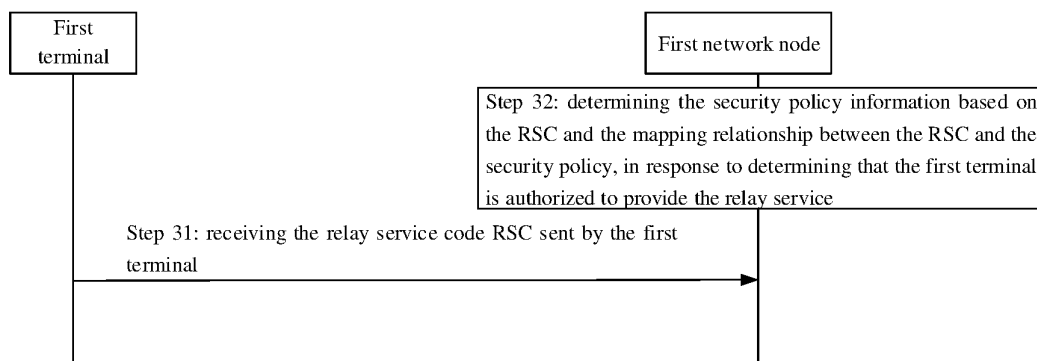 First
terminal
First network node
Step 32: determining the security policy information based on
the RSC and the mapping relationship between the RSC and the
security policy, in response to determining that the first terminal
is authorized to provide the relay service
Step 31: receiving the relay service code RSC sent by the first
terminal